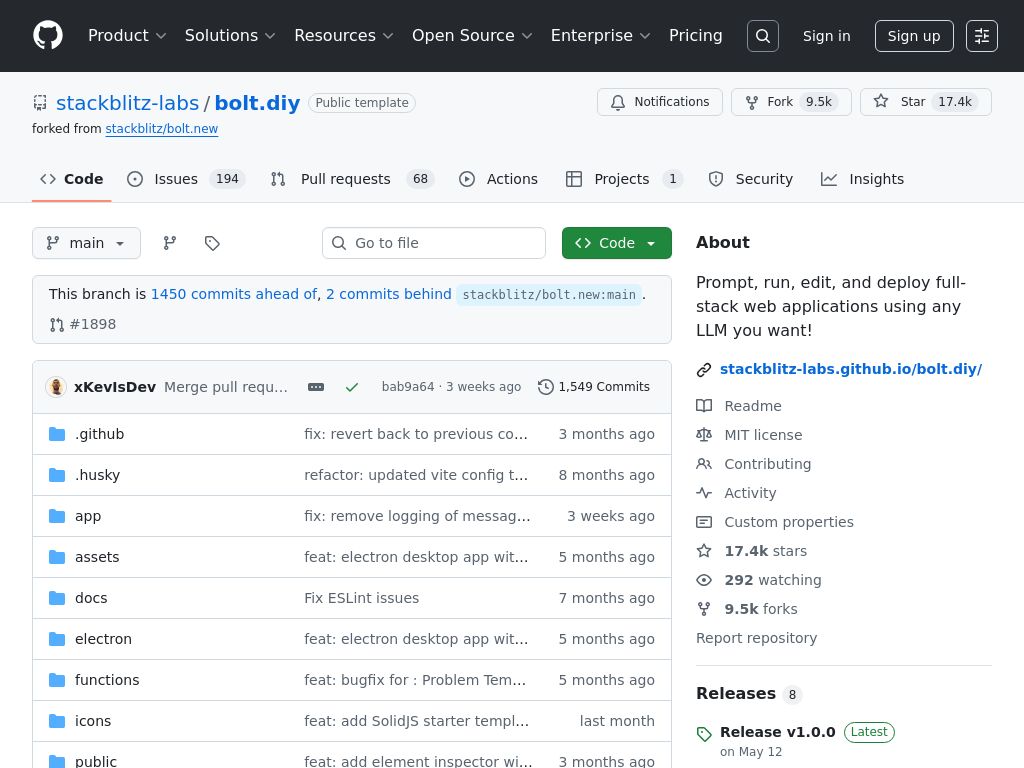 Product Solutions Resources Open Source Enterprise Pricing Sign in Sign up
stackblitz-labs / bolt.diy Public template
Notifications Fork 9.5k Star 17.4k
forked from stackblitz/bolt.new
Code Issues 194 Pull requests 68 Actions Projects 1 Security Insights
main Go to file Code
This branch is 1450 commits ahead of, 2 commits behind stackblitz/bolt.new:main.
#1898
xKevIsDev Merge pull requ… bab9a64 · 3 weeks ago 1,549 Commits
.github fix: revert back to previous co… 3 months ago
.husky refactor: updated vite config t… 8 months ago
app fix: remove logging of messag… 3 weeks ago
assets feat: electron desktop app wit… 5 months ago
docs Fix ESLint issues 7 months ago
electron feat: electron desktop app wit… 5 months ago
functions feat: bugfix for : Problem Tem… 5 months ago
icons feat: add SolidJS starter templ… last month
public feat: add element inspector wi… 3 months ago
About
Prompt, run, edit, and deploy full-
stack web applications using any
LLM you want!
stackblitz-labs.github.io/bolt.diy/
Readme
MIT license
Contributing
Activity
Custom properties
17.4k stars
292 watching
9.5k forks
Report repository
Releases 8
Release v1.0.0 Latest
on May 12